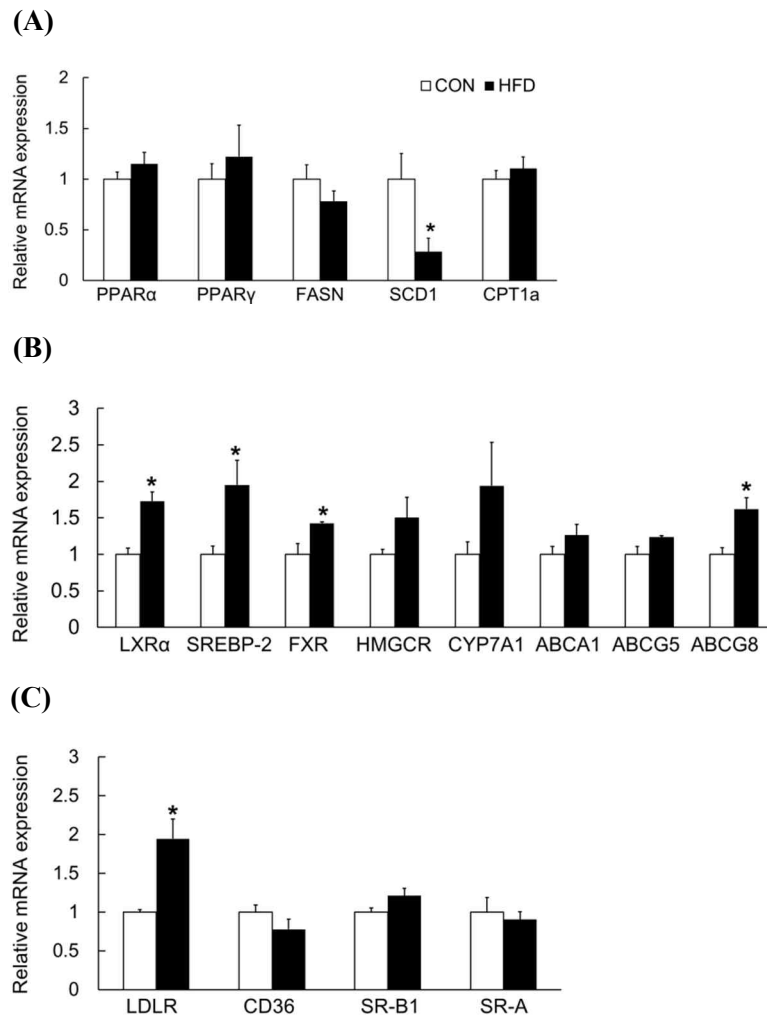 (A)
Relative mRNA expression
2
1.5
1
0.5
0
CON HFD
*
PPARα PPARγ FASN SCD1 CPT1a
(B)
Relative mRNA expression
3
2.5
2
1.5
1
0.5
0
* * * *
LXRα SREBP-2 FXR HMGCR CYP7A1 ABCA1 ABCG5 ABCG8
(C)
Relative mRNA expression
3
2.5
2
1.5
1
0.5
0
*
LDLR CD36 SR-B1 SR-A